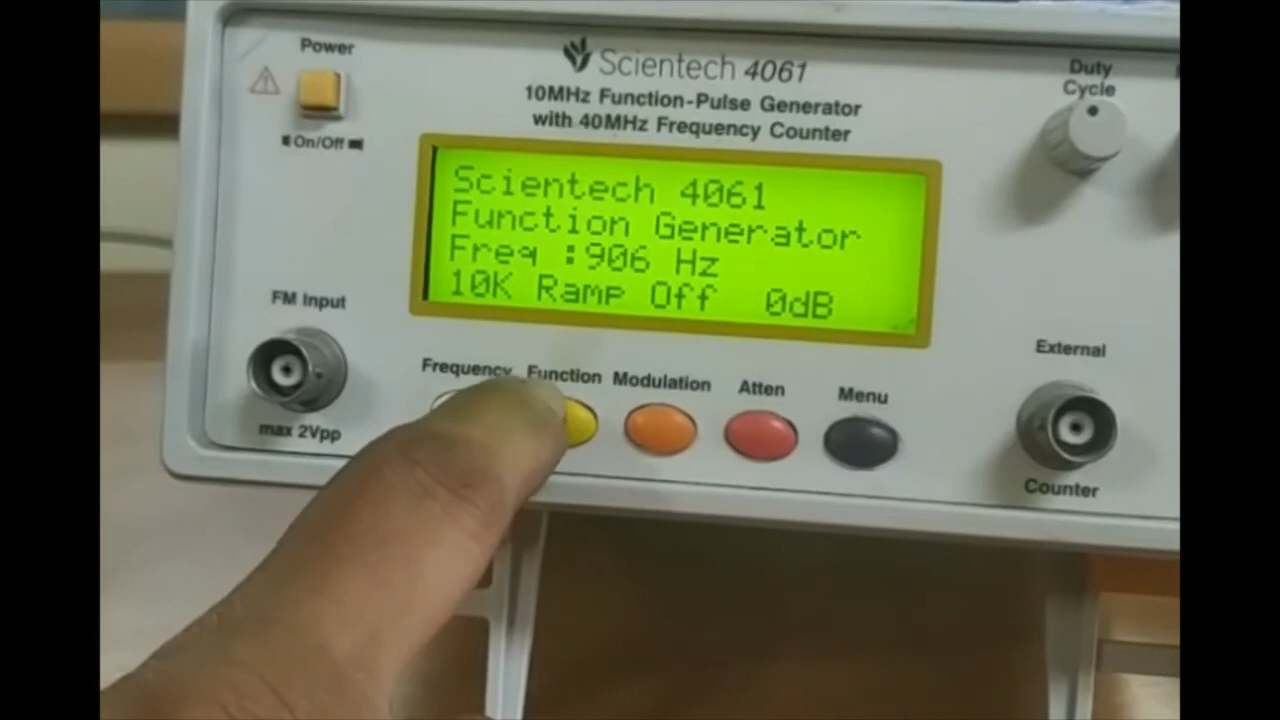 Power
On/Off
Scientech 4061
10MHz Function-Pulse Generator
with 40MHz Frequency Counter
Duty
Cycle
Scientech 4061
Function Generator
Freq :906 Hz
10K Ramp Off 0dB
FM Input
max 2Vpp
Frequency
Function
Modulation
Atten
Menu
External
Counter